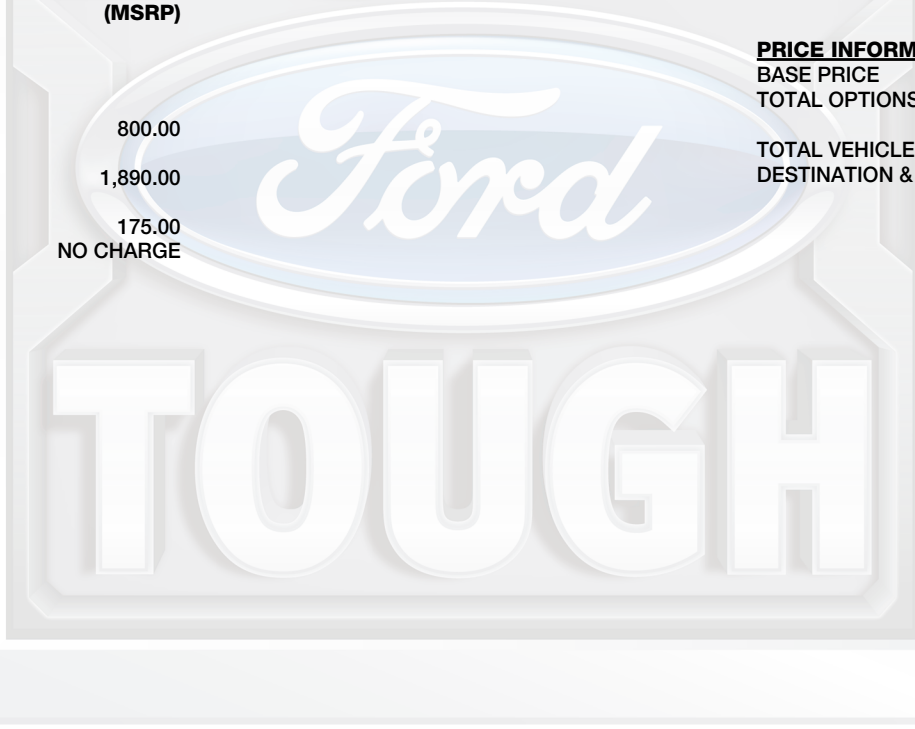 (MSRP)
800.00
1,890.00
175.00
NO CHARGE
PRICE INFORM
BASE PRICE
TOTAL OPTIONS
TOTAL VEHICLE
DESTINATION &
Ford
TOUGH